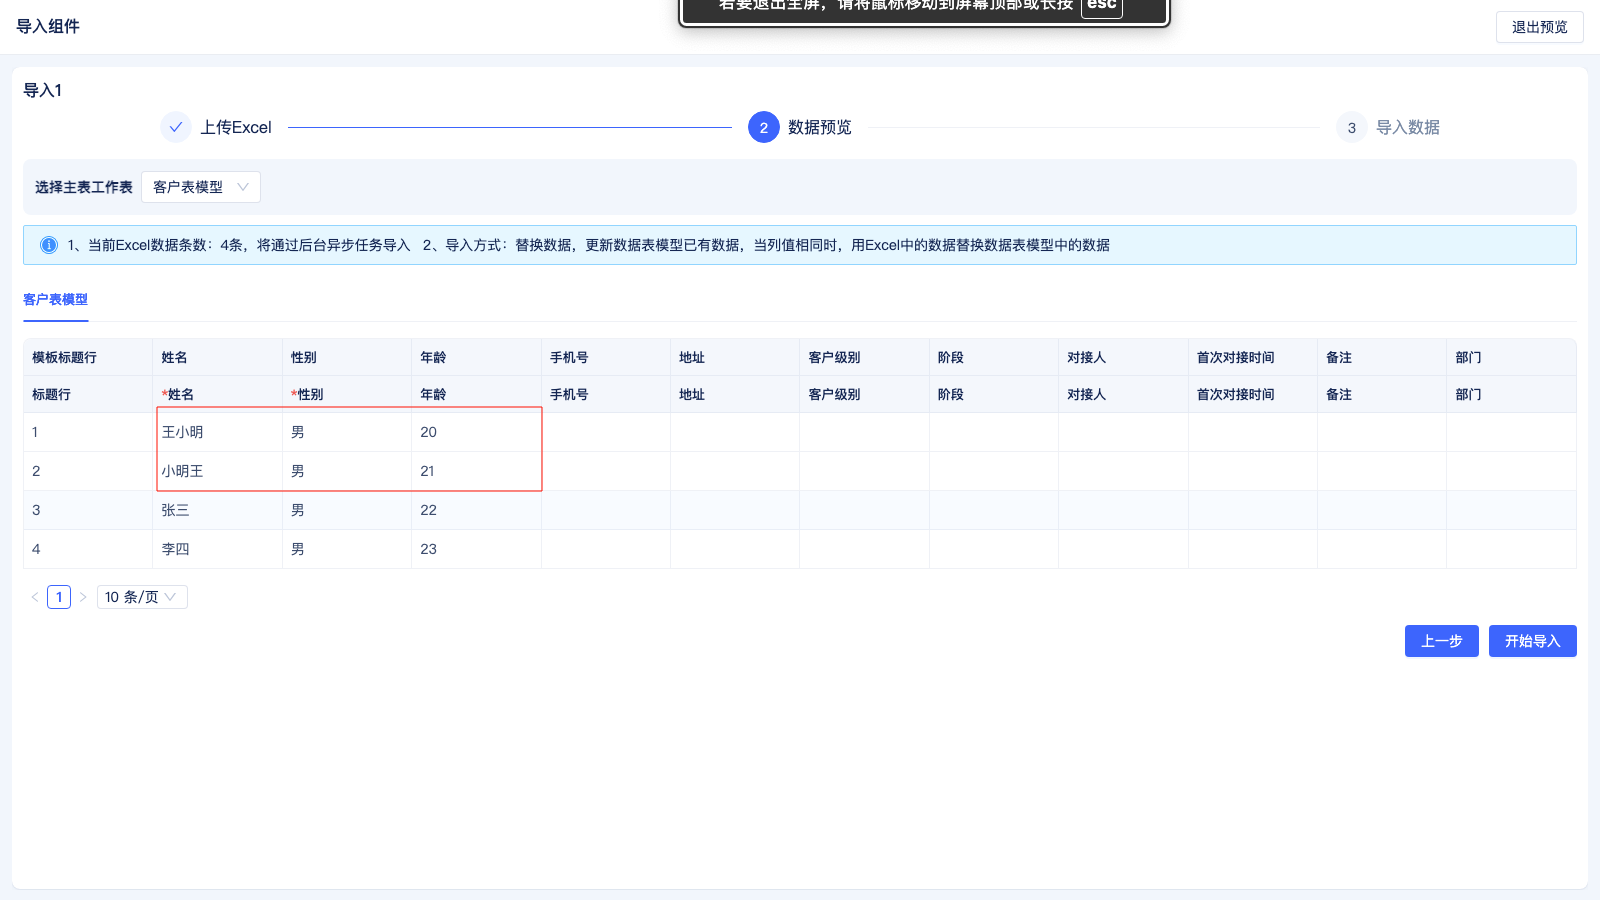 若要退出全屏，请将鼠标移动到屏幕顶部或长按 esc
导入组件
退出预览
导入1
上传Excel
2 数据预览
3 导入数据
选择主表工作表 客户表模型
1、当前Excel数据条数：4条，将通过后台异步任务导入 2、导入方式：替换数据，更新数据表模型已有数据，当列值相同时，用Excel中的数据替换数据表模型中的数据
客户表模型
模板标题行 姓名 性别 年龄 手机号 地址 客户级别 阶段 对接人 首次对接时间 备注 部门
标题行 *姓名 *性别 年龄 手机号 地址 客户级别 阶段 对接人 首次对接时间 备注 部门
1 王小明 男 20
2 小明王 男 21
3 张三 男 22
4 李四 男 23
1 10 条/页
上一步 开始导入